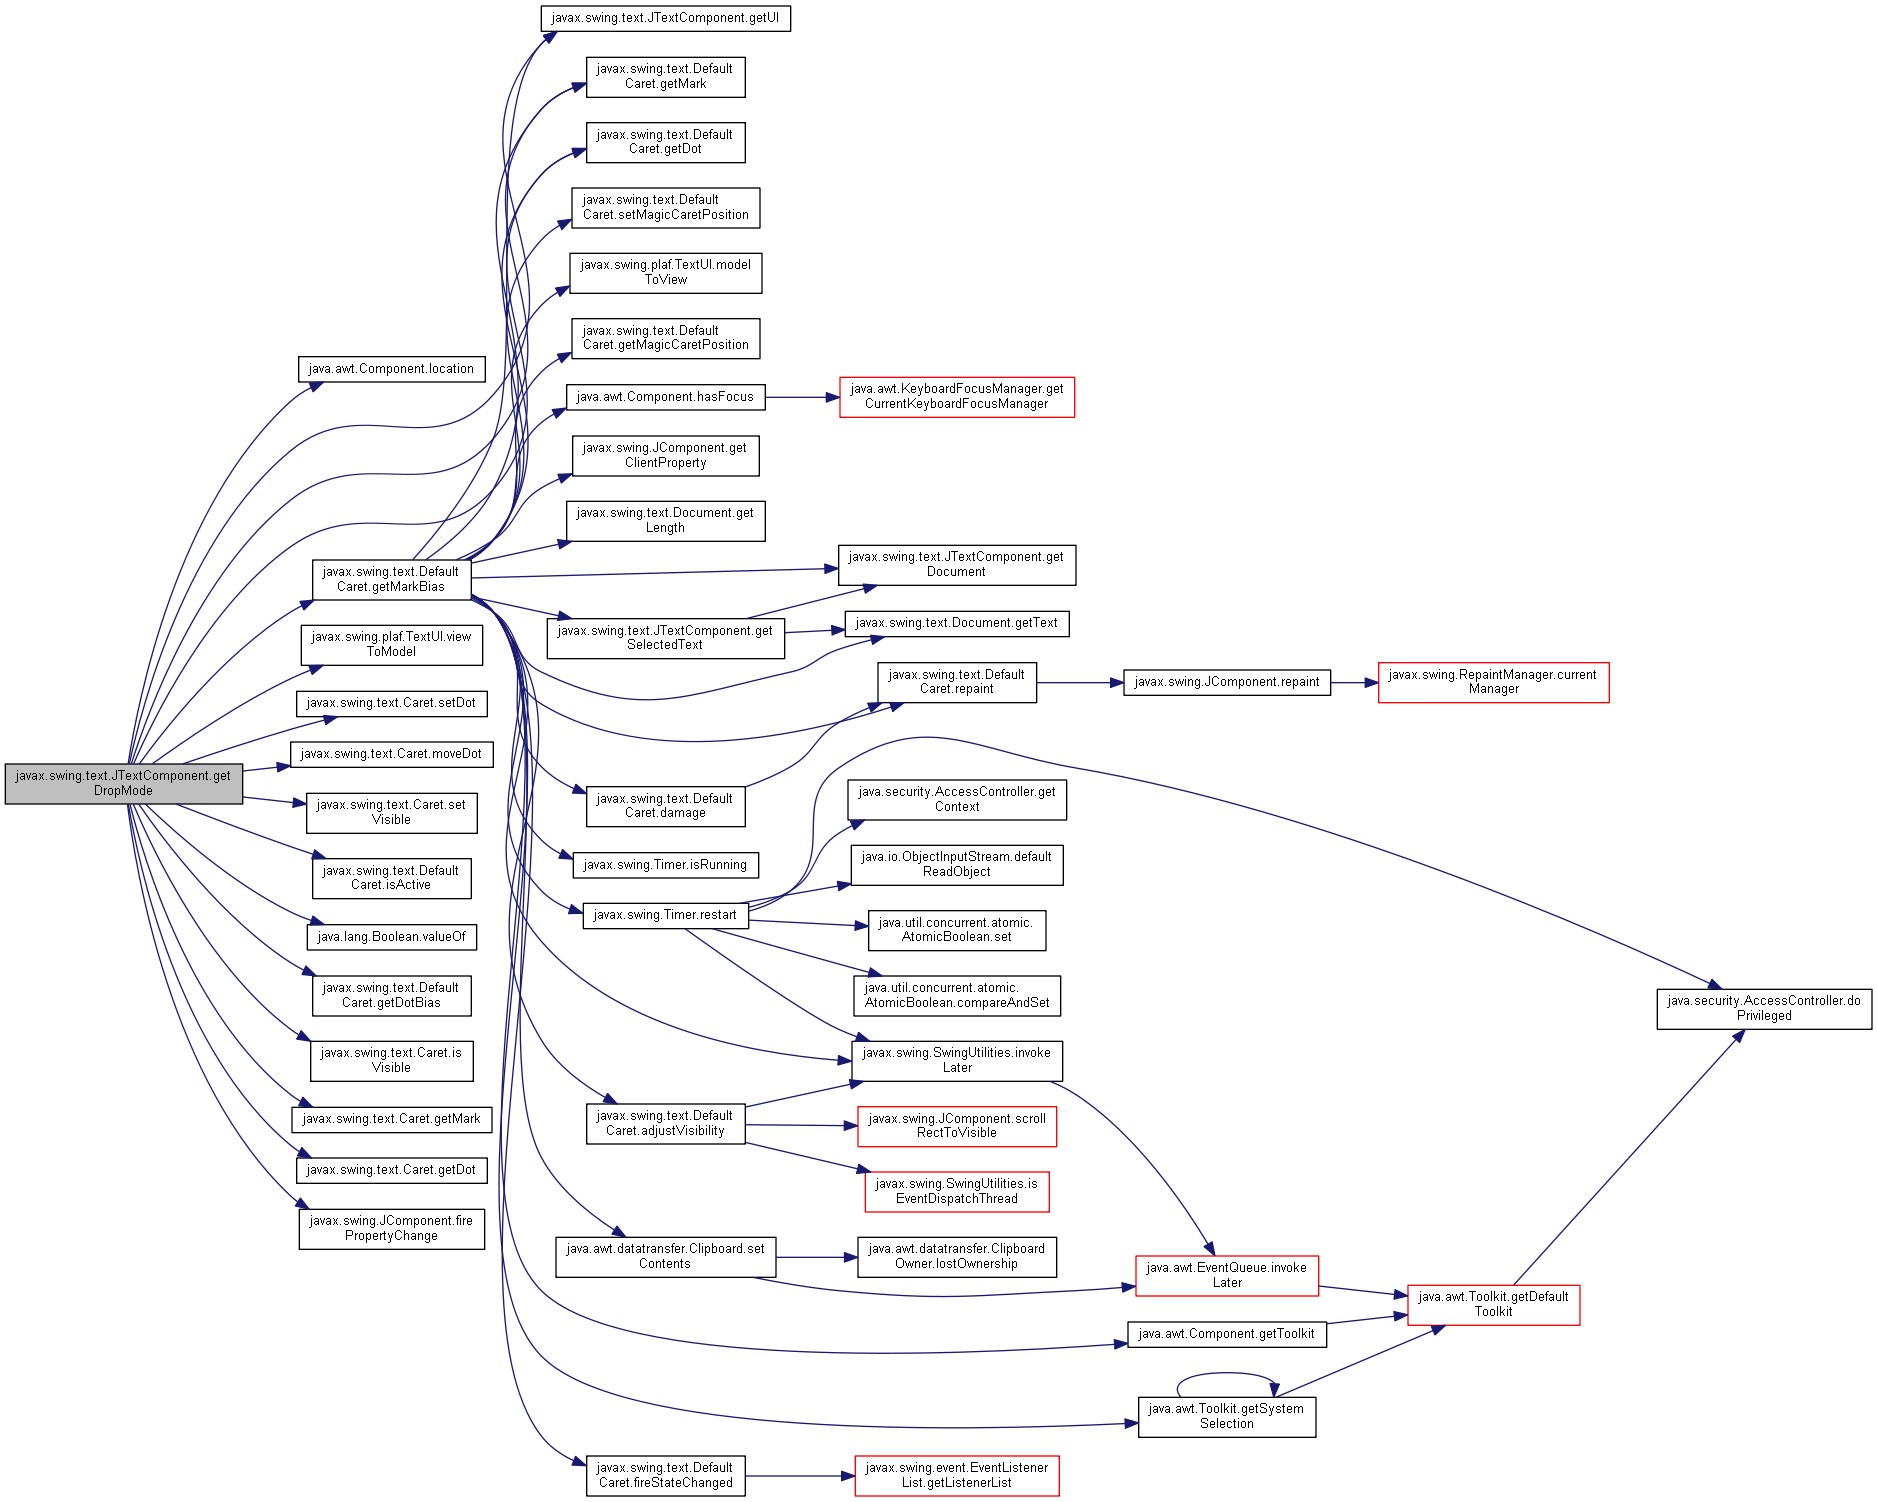 javax.swing.text.JTextComponent.getUI
javax.swing.text.Default
Caret.getMark
javax.swing.text.Default
Caret.getDot
javax.swing.text.Default
Caret.setMagicCaretPosition
javax.swing.plaf.TextUI.model
ToView
javax.swing.text.Default
Caret.getMagicCaretPosition
java.awt.Component.location
java.awt.Component.hasFocus
java.awt.KeyboardFocusManager.get
CurrentKeyboardFocusManager
javax.swing.JComponent.get
ClientProperty
javax.swing.text.Document.get
Length
javax.swing.text.JTextComponent.get
Document
javax.swing.text.Default
Caret.getMarkBias
javax.swing.text.Document.getText
javax.swing.text.JTextComponent.get
SelectedText
javax.swing.plaf.TextUI.view
ToModel
javax.swing.text.Default
Caret.repaint
javax.swing.JComponent.repaint
javax.swing.RepaintManager.current
Manager
javax.swing.text.Caret.setDot
javax.swing.text.Caret.moveDot
javax.swing.text.JTextComponent.get
DropMode
javax.swing.text.Caret.set
Visible
javax.swing.text.Default
Caret.damage
java.security.AccessController.get
Context
javax.swing.Timer.isRunning
java.io.ObjectInputStream.default
ReadObject
javax.swing.text.Default
Caret.isActive
javax.swing.Timer.restart
java.util.concurrent.atomic.
AtomicBoolean.set
java.lang.Boolean.valueOf
javax.swing.text.Default
Caret.getDotBias
java.util.concurrent.atomic.
AtomicBoolean.compareAndSet
java.security.AccessController.do
Privileged
javax.swing.text.Caret.is
Visible
javax.swing.SwingUtilities.invoke
Later
javax.swing.text.Caret.getMark
javax.swing.text.Default
Caret.adjustVisibility
javax.swing.JComponent.scroll
RectToVisible
javax.swing.text.Caret.getDot
javax.swing.SwingUtilities.is
EventDispatchThread
javax.swing.JComponent.fire
PropertyChange
java.awt.datatransfer.Clipboard.set
Contents
java.awt.datatransfer.Clipboard
Owner.lostOwnership
java.awt.EventQueue.invoke
Later
java.awt.Toolkit.getDefault
Toolkit
java.awt.Component.getToolkit
java.awt.Toolkit.getSystem
Selection
javax.swing.text.Default
Caret.fireStateChanged
javax.swing.event.EventListener
List.getListenerList